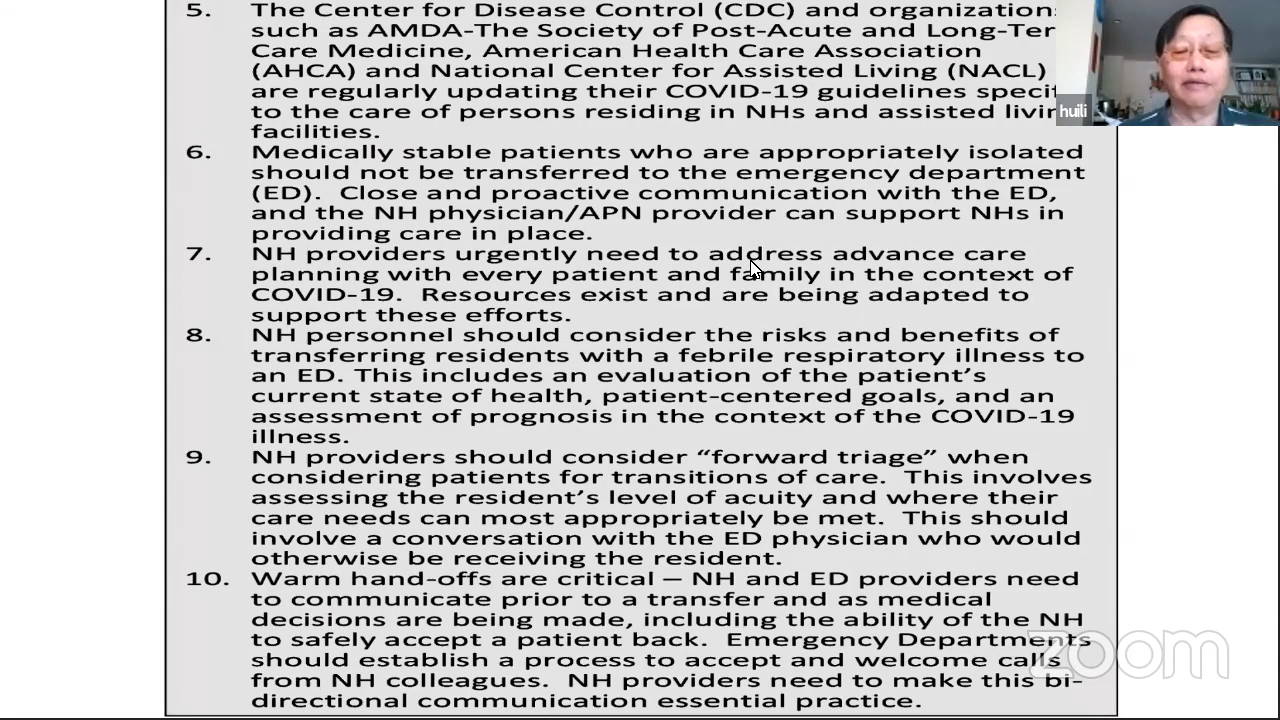 5. The Center for Disease Control (CDC) and organization
such as AMDA-The Society of Post-Acute and Long-Ter
Care Medicine, American Health Care Association
(AHCA) and National Center for Assisted Living (NACL)
are regularly updating their COVID-19 guidelines specif
to the care of persons residing in NHs and assisted livin
facilities.
6. Medically stable patients who are appropriately isolated
should not be transferred to the emergency department
(ED). Close and proactive communication with the ED,
and the NH physician/APN provider can support NHs in
providing care in place.
7. NH providers urgently need to address advance care
planning with every patient and family in the context of
COVID-19. Resources exist and are being adapted to
support these efforts.
8. NH personnel should consider the risks and benefits of
transferring residents with a febrile respiratory illness to
an ED. This includes an evaluation of the patient's
current state of health, patient-centered goals, and an
assessment of prognosis in the context of the COVID-19
illness.
9. NH providers should consider “forward triage” when
considering patients for transitions of care. This involves
assessing the resident's level of acuity and where their
care needs can most appropriately be met. This should
involve a conversation with the ED physician who would
otherwise be receiving the resident.
10. Warm hand-offs are critical – NH and ED providers need
to communicate prior to a transfer and as medical
decisions are being made, including the ability of the NH
to safely accept a patient back. Emergency Departments
should establish a process to accept and welcome calls
from NH colleagues. NH providers need to make this bi-
directional communication essential practice.
huili
zoom